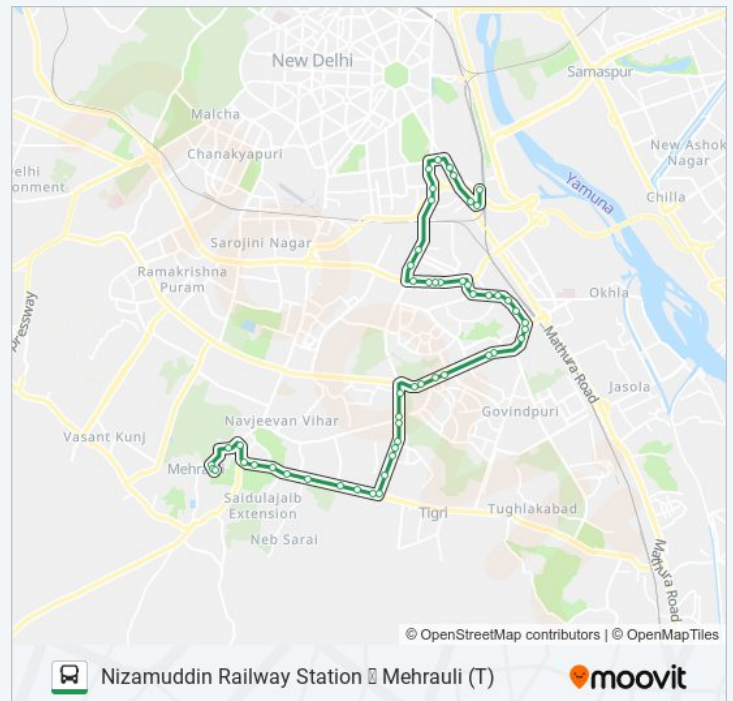 New Delhi
Samaspur
Malcha
Chanakyapuri
New Ashok
Nagar
elhi
onment)
Yamuna
Chilla
Sarojini Nagar
Ramakrishna
Puram
Okhla
pressway
Mathura Road
Jasola
Govindpuri
Navjeevan Vihar
Vasant Kunj
Mehrauli
Saidulajaib
Extension
Tigri
Tughlakabad
Neb Sarai
Mathura Road
© OpenStreetMap contributors | © OpenMapTiles
Nizamuddin Railway Station Mehrauli (T)
moovit